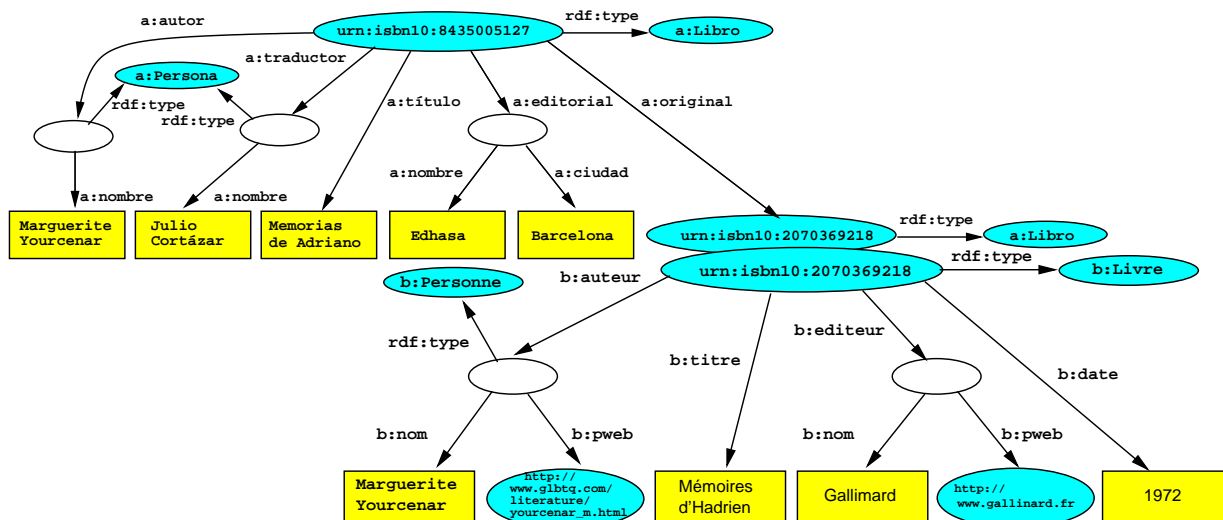 a:autor
urn:isbn10:8435005127
rdf:type
a:Libro
a:traductor
a:Persona
rdf:type
rdf:type
a:título
a:editorial
a:original
a:nombre
a:nombre
a:nombre
a:ciudad
Marguerite
Yourcenar
Julio
Cortázar
Memorias
de Adriano
Edhasa
Barcelona
urn:isbn10:2070369218
rdf:type
a:Libro
urn:isbn10:2070369218
rdf:type
b:Livre
b:Personne
b:auteur
rdf:type
b:titre
b:editeur
b:date
b:nom
b:pweb
b:nom
b:pweb
Marguerite
Yourcenar
http://
www.glbtq.com/
literature/
yourcenar_m.html
Mémoires
d'Hadrien
Gallimard
http://
www.gallinard.fr
1972